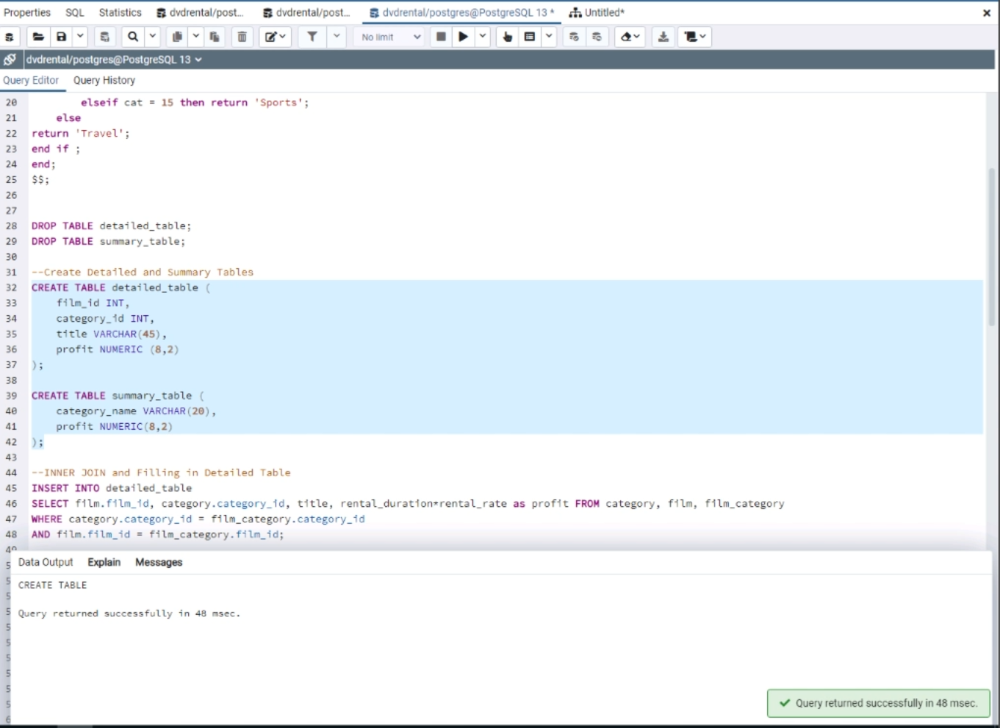 Properties SQL Statistics dvdrental/post... dvdrental/post... dvdrental/postgres@PostgreSQL 13 * Untitled*
No limit
dvdrental/postgres@PostgreSQL 13
Query Editor Query History
20 elseif cat = 15 then return 'Sports';
21 else
22 return 'Travel';
23 end if ;
24 end;
25 $$;
26
27
28 DROP TABLE detailed_table;
29 DROP TABLE summary_table;
30
31 --Create Detailed and Summary Tables
32 CREATE TABLE detailed_table (
33 film_id INT,
34 category_id INT,
35 title VARCHAR(45),
36 profit NUMERIC (8,2)
37 );
38
39 CREATE TABLE summary_table (
40 category_name VARCHAR(20),
41 profit NUMERIC(8,2)
42 );
43
44 --INNER JOIN and Filling in Detailed Table
45 INSERT INTO detailed_table
46 SELECT film.film_id, category.category_id, title, rental_duration*rental_rate as profit FROM category, film, film_category
47 WHERE category.category_id = film_category.category_id
48 AND film.film_id = film_category.film_id;
Data Output Explain Messages
CREATE TABLE
Query returned successfully in 48 msec.
Query returned successfully in 48 msec.